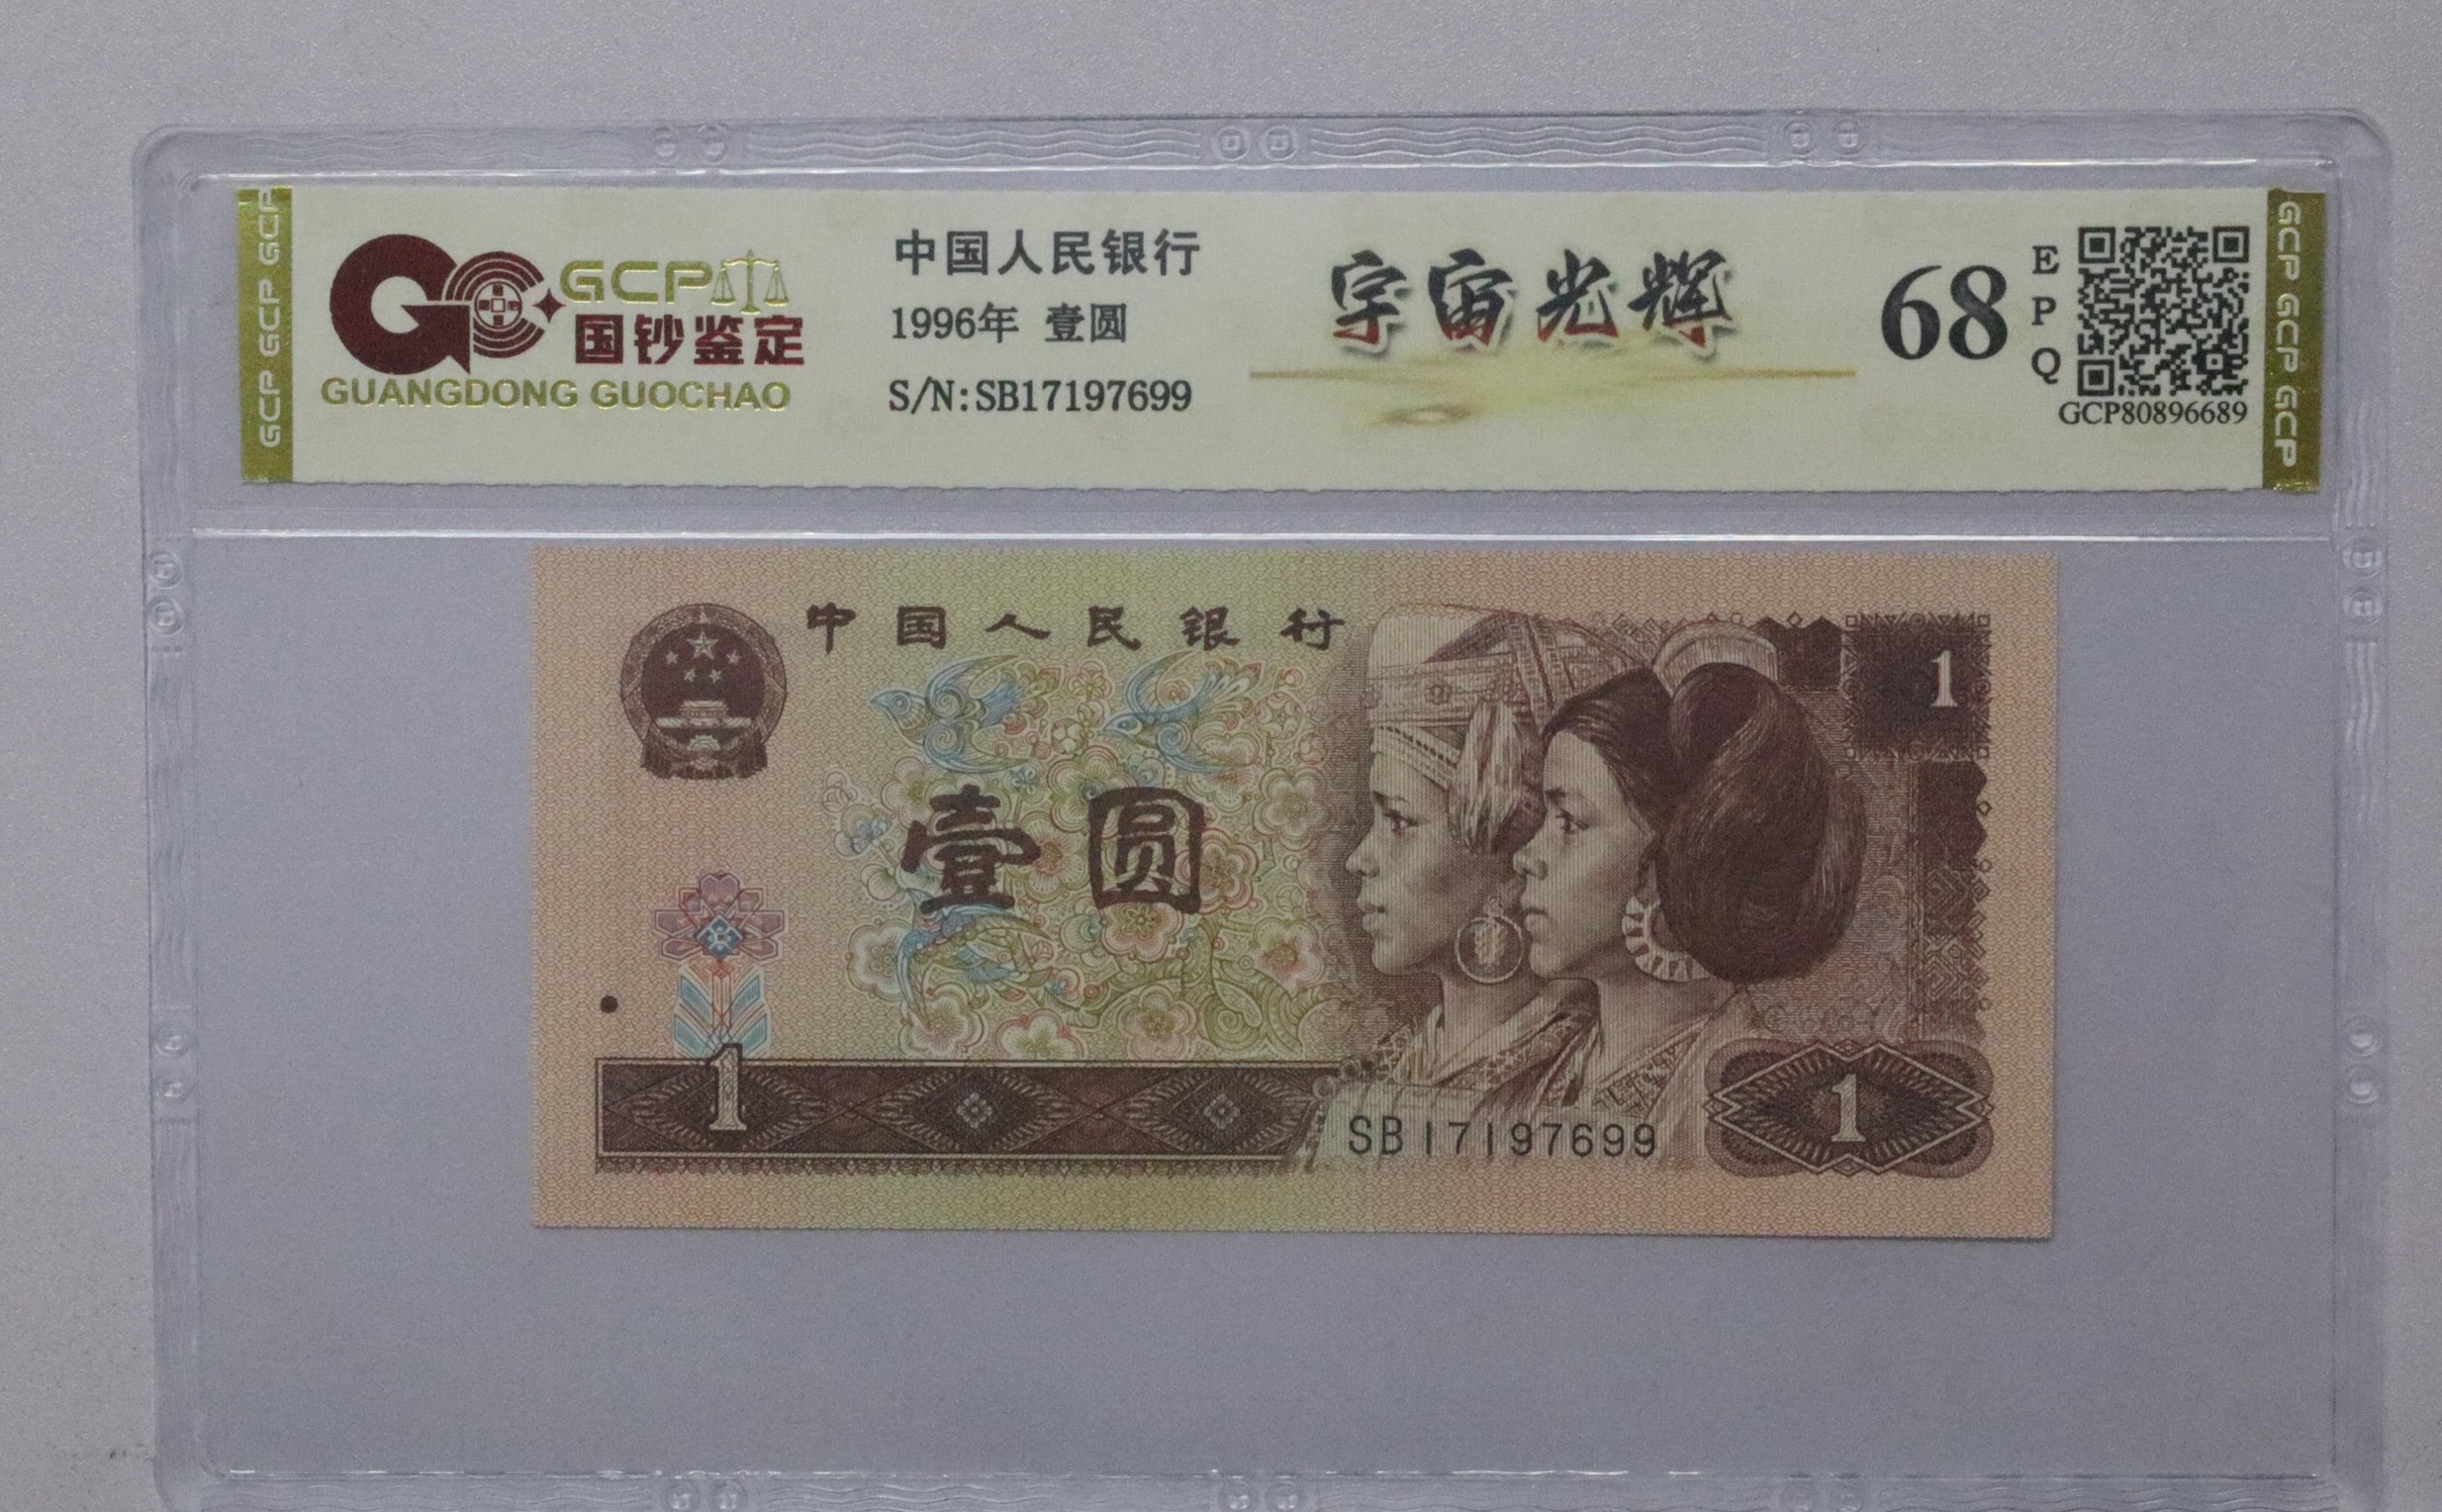 GCP GCP GCP
GCP
国钞鉴定
GUANGDONG GUOCHAO
中国人民银行
1996年 壹圆
S/N:SB17197699
宇宙光辉
68
EPQ
GCP80896689
GCP GCP GCP
中国人民银行
1
壹圆
1
SB17197699
1